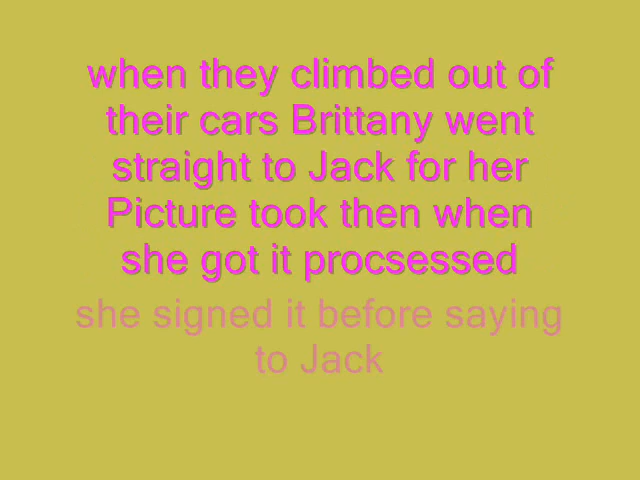 when they climbed out of
their cars Brittany went
straight to Jack for her
Picture took then when
she got it procsessed
she signed it before saying
to Jack